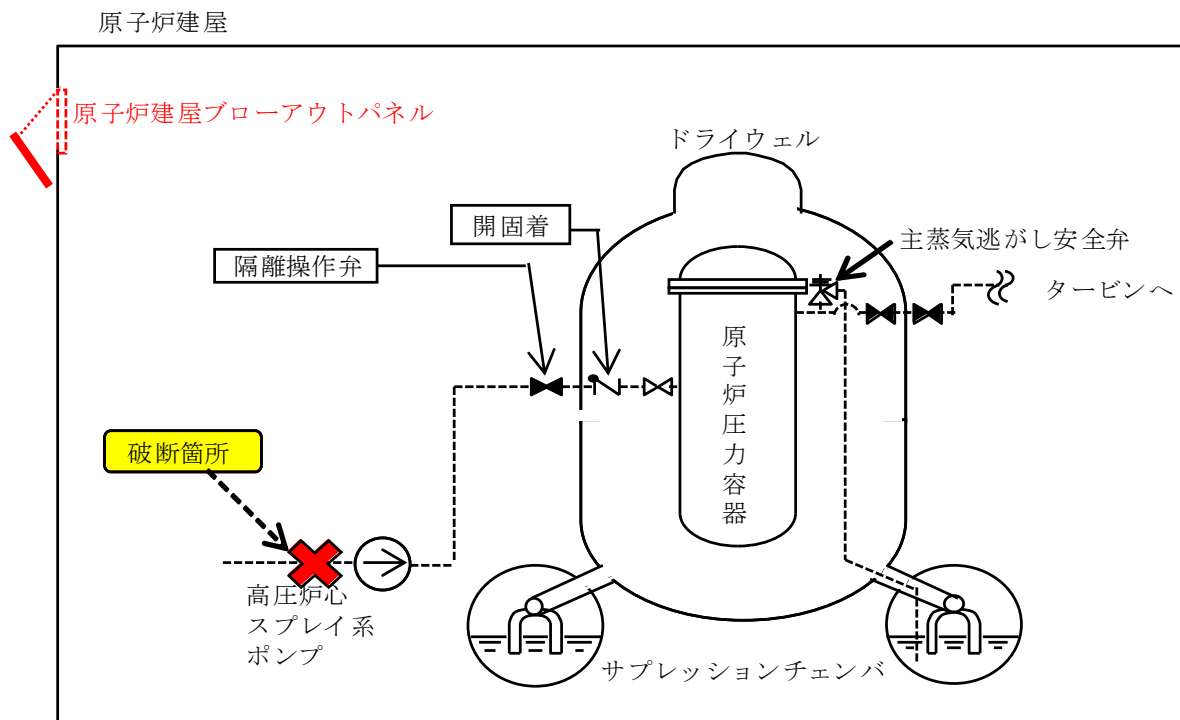 原子炉建屋
原子炉建屋ブローアウトパネル
ドライウェル
開固着
主蒸気逃がし安全弁
隔離操作弁
タービンへ
原子炉圧力容器
破断箇所
高圧炉心
スプレイ系
ポンプ
サプレッションチェンバ